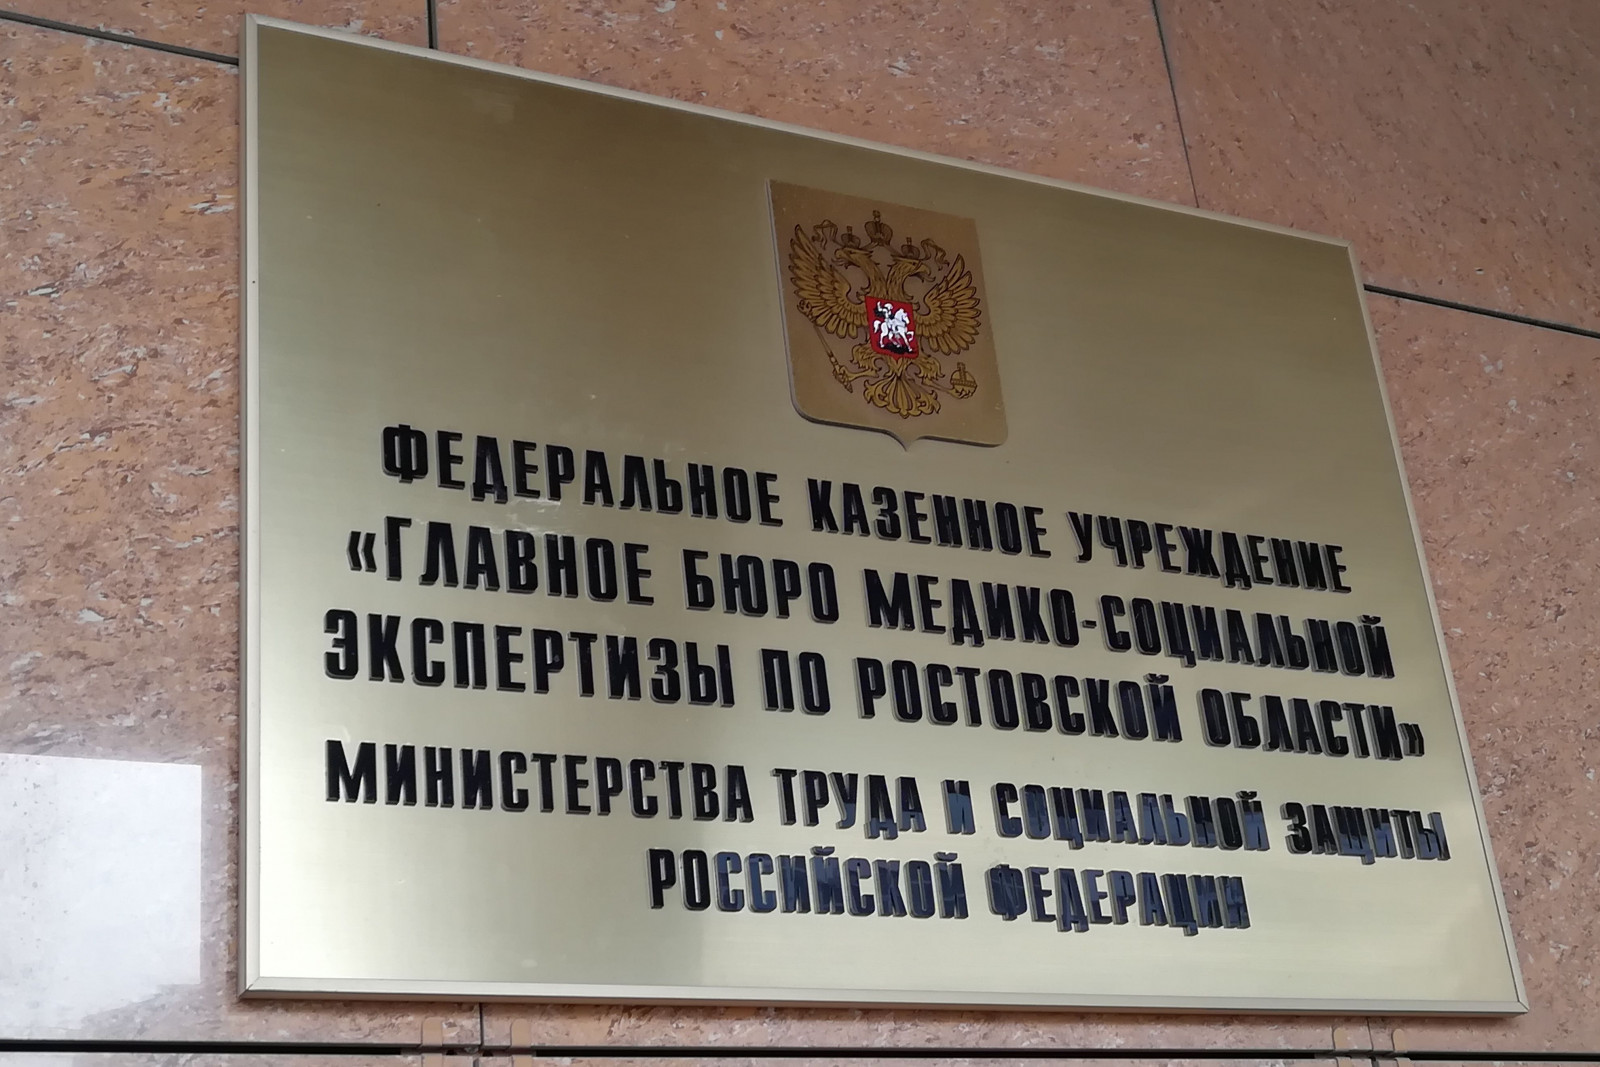 ФЕДЕРАЛЬНОЕ КАЗЕННОЕ УЧРЕЖДЕНИЕ
«ГЛАВНОЕ БЮРО МЕДИКО-СОЦИАЛЬНОЙ
ЭКСПЕРТИЗЫ ПО РОСТОВСКОЙ ОБЛАСТИ»
МИНИСТЕРСТВА ТРУДА И СОЦИАЛЬНОЙ ЗАЩИТЫ
РОССИЙСКОЙ ФЕДЕРАЦИИ